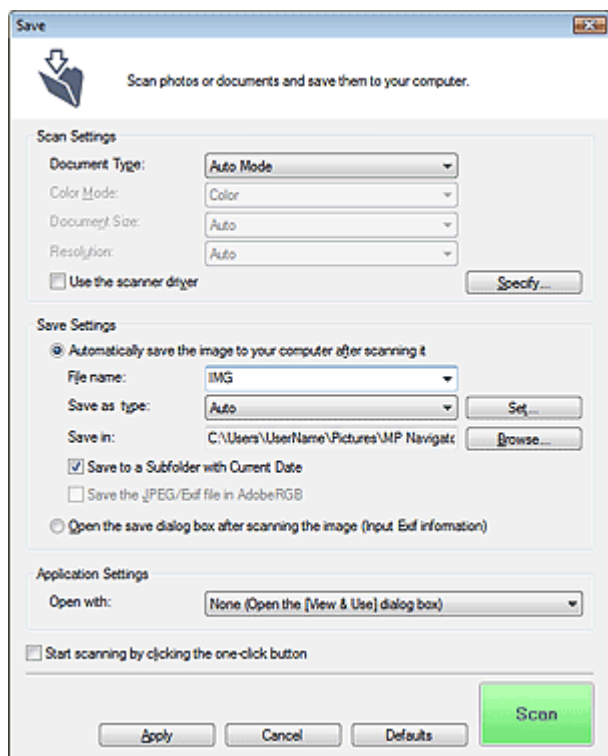 Save
Scan photos or documents and save them to your computer.
Scan Settings
Document Type: Auto Mode
Color Mode: Color
Document Size: Auto
Resolution: Auto
Use the scanner driver Specify...
Save Settings
Automatically save the image to your computer after scanning it
File name: IMG
Save as type: Auto Set...
Save in: C:\Users\UserName\Pictures\MP Navigato Browse...
Save to a Subfolder with Current Date
Save the JPEG/Exif file in AdobeRGB
Open the save dialog box after scanning the image (Input Exif information)
Application Settings
Open with: None (Open the [View & Use] dialog box)
Start scanning by clicking the one-click button
Scan
Apply Cancel Defaults